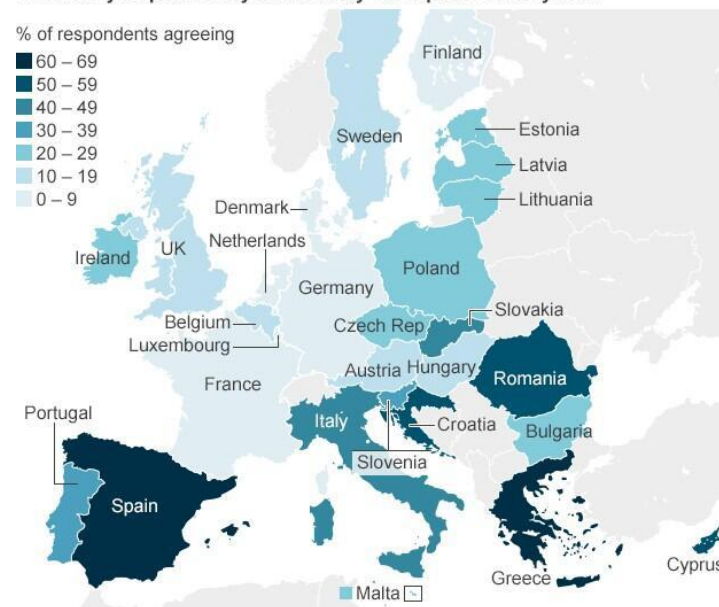 % of respondents agreeing
60 – 69
50 – 59
40 – 49
30 – 39
20 – 29
10 – 19
0 – 9
Finland
Sweden
Estonia
Latvia
Lithuania
Denmark
Netherlands
Ireland
UK
Poland
Germany
Slovakia
Belgium
Czech Rep
Luxembourg
Austria
Hungary
France
Romania
Portugal
Italy
Croatia
Bulgaria
Slovenia
Spain
Cyprus
Greece
Malta